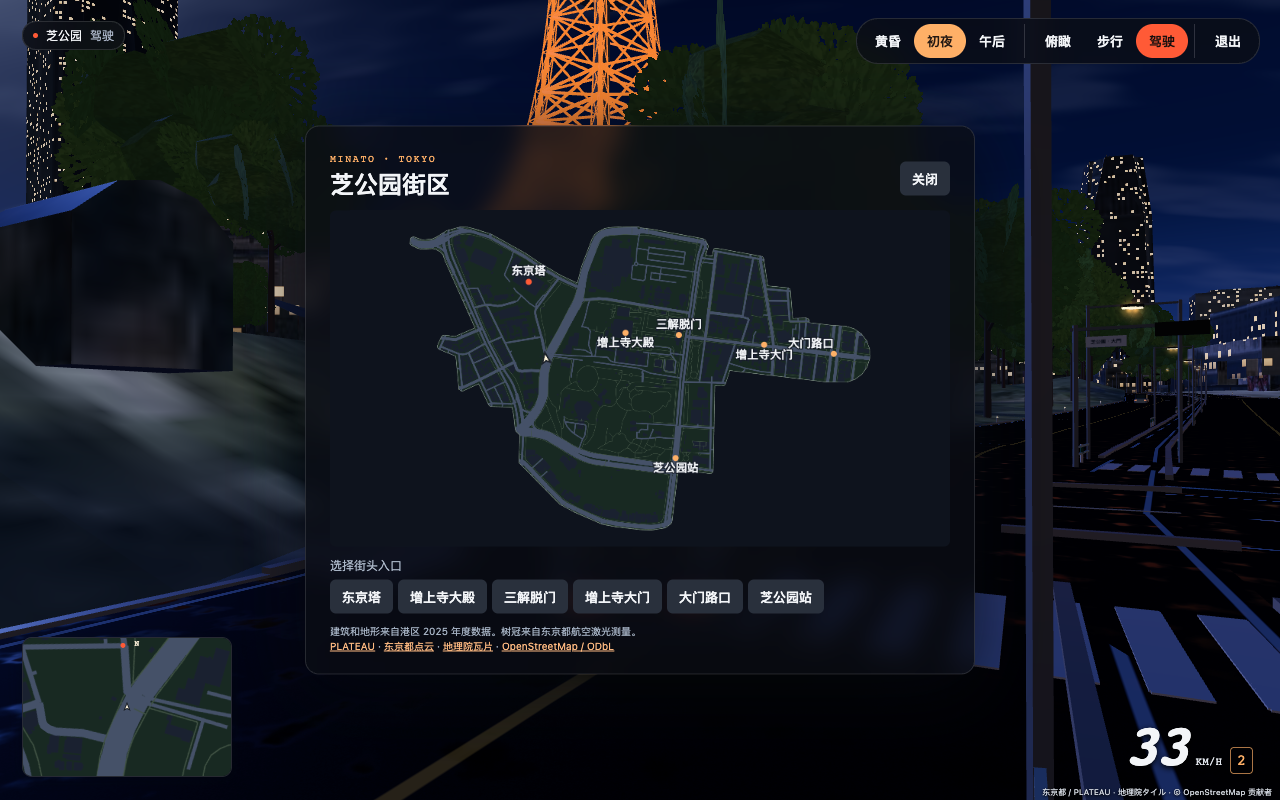 芝公园 驾驶
黄昏 初夜 午后 俯瞰 步行 驾驶 退出
MINATO · TOKYO
芝公园街区
关闭
东京塔
三解脱门
增上寺大殿
大门路口
增上寺大门
芝公园站
选择街头入口
东京塔 增上寺大殿 三解脱门 增上寺大门 大门路口 芝公园站
建筑和地形来自港区 2025 年度数据。树冠来自东京都航空激光测量。
PLATEAU · 东京都点云 · 地理院瓦片 · OpenStreetMap / ODbL
N
33 KM/H 2
东京都 / PLATEAU · 地理院タイル · © OpenStreetMap 贡献者